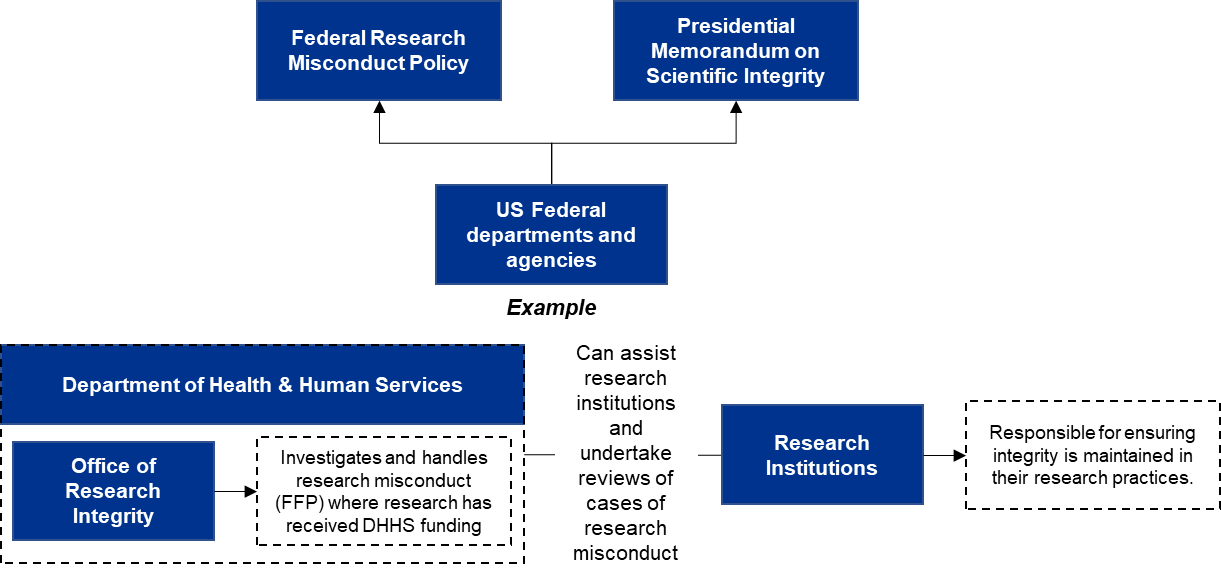 Federal Research
Misconduct Policy
Presidential
Memorandum on
Scientific Integrity
US Federal
departments and
agencies
Example
Department of Health & Human Services
Office of
Research
Integrity
Investigates and handles
research misconduct
(FFP) where research has
received DHHS funding
Can assist
research
institutions
and
undertake
reviews of
cases of
research
misconduct
Research
Institutions
Responsible for ensuring
integrity is maintained in
their research practices.